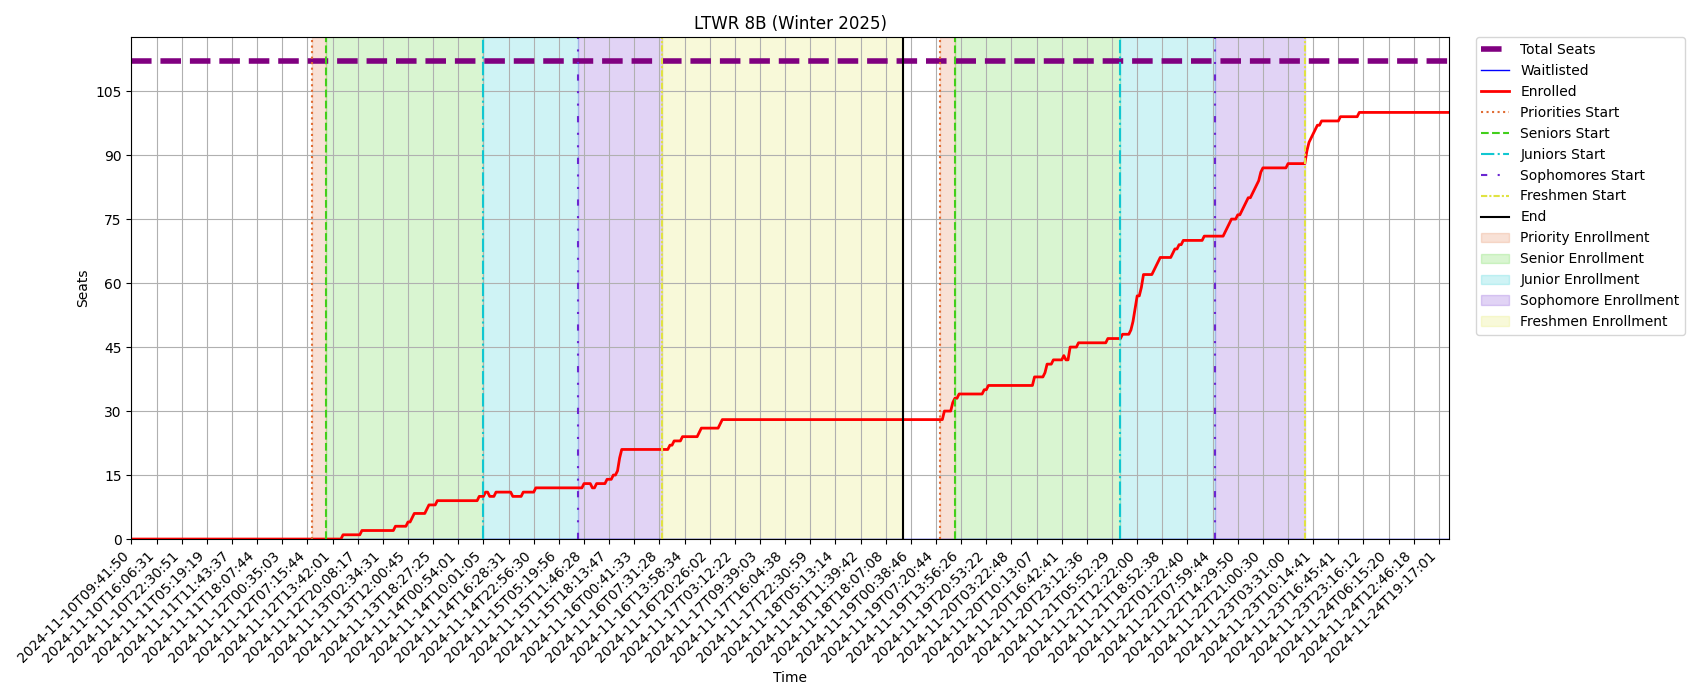 LTWR 8B (Winter 2025)
Seats
105
90
75
60
45
30
15
0
2024-11-10T09:41:50
2024-11-10T16:06:31
2024-11-10T22:30:51
2024-11-11T05:19:19
2024-11-11T11:43:37
2024-11-11T18:07:44
2024-11-12T00:35:03
2024-11-12T07:15:44
2024-11-12T13:42:01
2024-11-12T20:08:17
2024-11-13T02:34:31
2024-11-13T12:00:45
2024-11-13T18:27:25
2024-11-14T00:54:01
2024-11-14T10:01:05
2024-11-14T16:28:31
2024-11-14T22:56:30
2024-11-15T05:19:56
2024-11-15T11:46:28
2024-11-15T18:13:47
2024-11-16T00:41:33
2024-11-16T07:31:28
2024-11-16T13:58:34
2024-11-16T20:26:02
2024-11-17T03:12:22
2024-11-17T09:39:03
2024-11-17T16:04:38
2024-11-17T22:30:59
2024-11-18T05:13:14
2024-11-18T11:39:42
2024-11-18T18:07:08
2024-11-19T00:38:46
2024-11-19T07:20:44
2024-11-19T13:56:26
2024-11-19T20:53:22
2024-11-20T03:22:48
2024-11-20T10:13:07
2024-11-20T16:42:41
2024-11-20T23:12:36
2024-11-21T05:52:29
2024-11-21T12:22:00
2024-11-21T18:52:38
2024-11-22T01:22:40
2024-11-22T07:59:44
2024-11-22T14:29:50
2024-11-22T21:00:30
2024-11-23T03:31:00
2024-11-23T10:14:41
2024-11-23T16:45:41
2024-11-23T23:16:12
2024-11-24T06:15:20
2024-11-24T12:46:18
2024-11-24T19:17:01
Time
Total Seats
Waitlisted
Enrolled
Priorities Start
Seniors Start
Juniors Start
Sophomores Start
Freshmen Start
End
Priority Enrollment
Senior Enrollment
Junior Enrollment
Sophomore Enrollment
Freshmen Enrollment